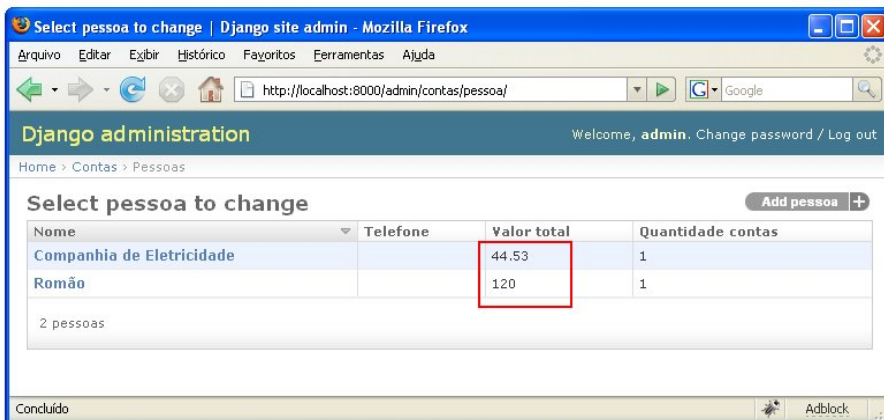 Select pessoa to change | Django site admin - Mozilla Firefox
Arquivo Editar Exibir Histórico Favoritos Ferramentas Ajuda
http://localhost:8000/admin/contas/pessoa/ G Google
Django administration Welcome, admin. Change password / Log out
Home › Contas › Pessoas
Select pessoa to change Add pessoa +
Nome Telefone Valor total Quantidade contas
Companhia de Eletricidade 44.53 1
Romão 120 1
2 pessoas
Concluído Adblock